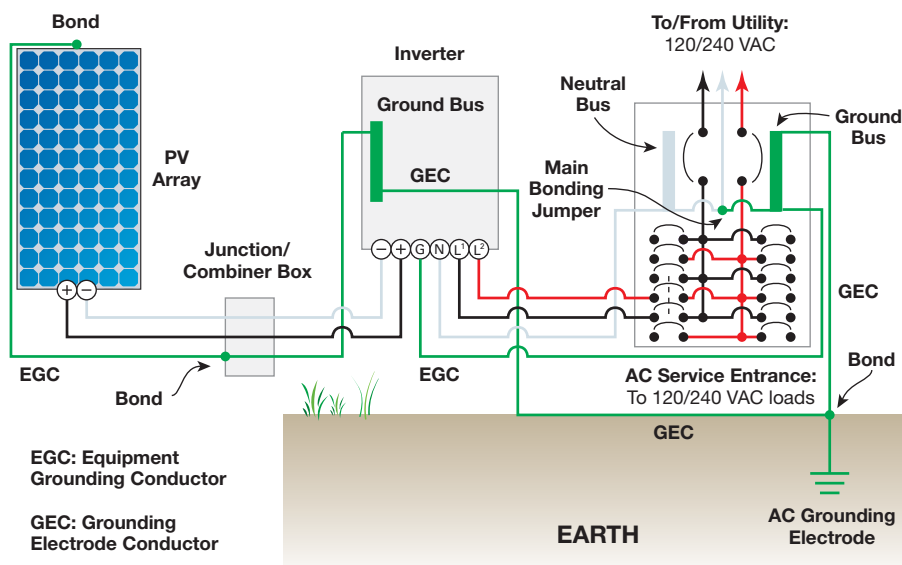 Bond
To/From Utility:
120/240 VAC
Inverter
Neutral
Bus
Ground Bus
Ground
Bus
PV
Array
GEC
Main
Bonding
Jumper
Junction/
Combiner Box
− + G N L1 L2
+ −
GEC
EGC
EGC
Bond
AC Service Entrance:
To 120/240 VAC loads
Bond
GEC
EGC: Equipment
Grounding Conductor
GEC: Grounding
Electrode Conductor
EARTH
AC Grounding
Electrode